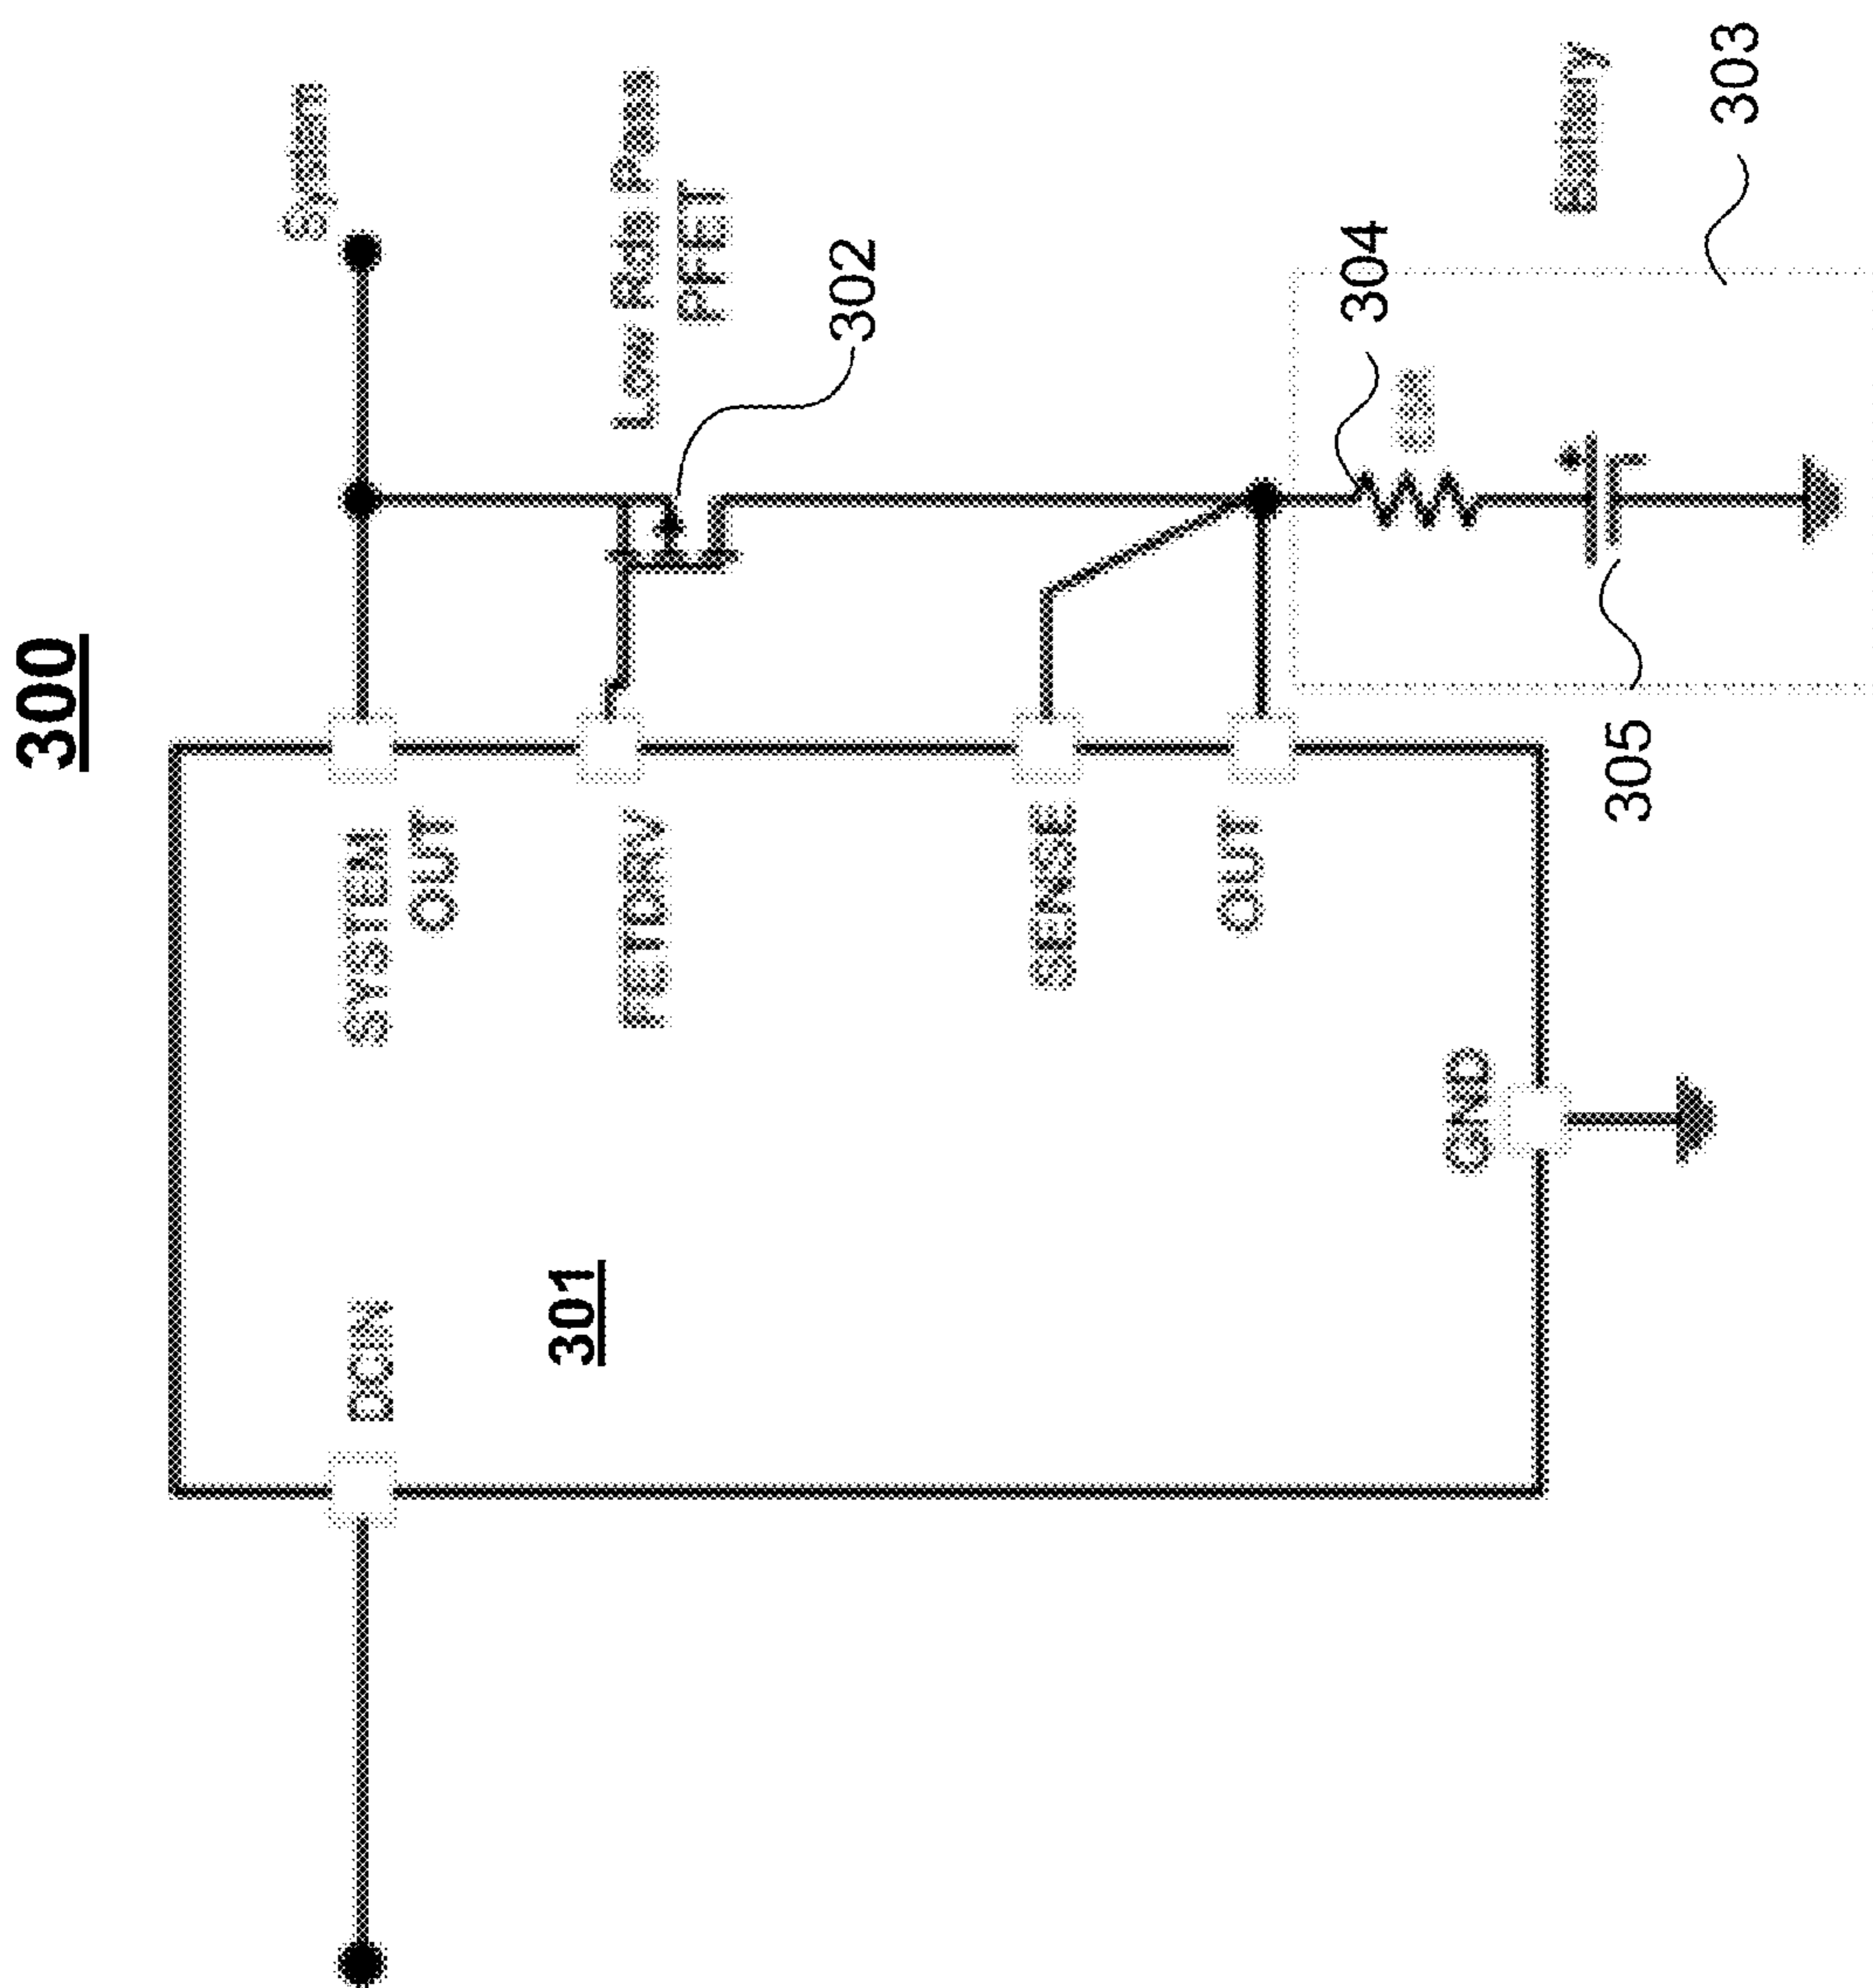 300
System
Low Rds Pass
PFET
302
SYSTEM
OUT
FETDRV
DCIN
301
SENSE
OUT
GND
304
ESR
305
Battery
303